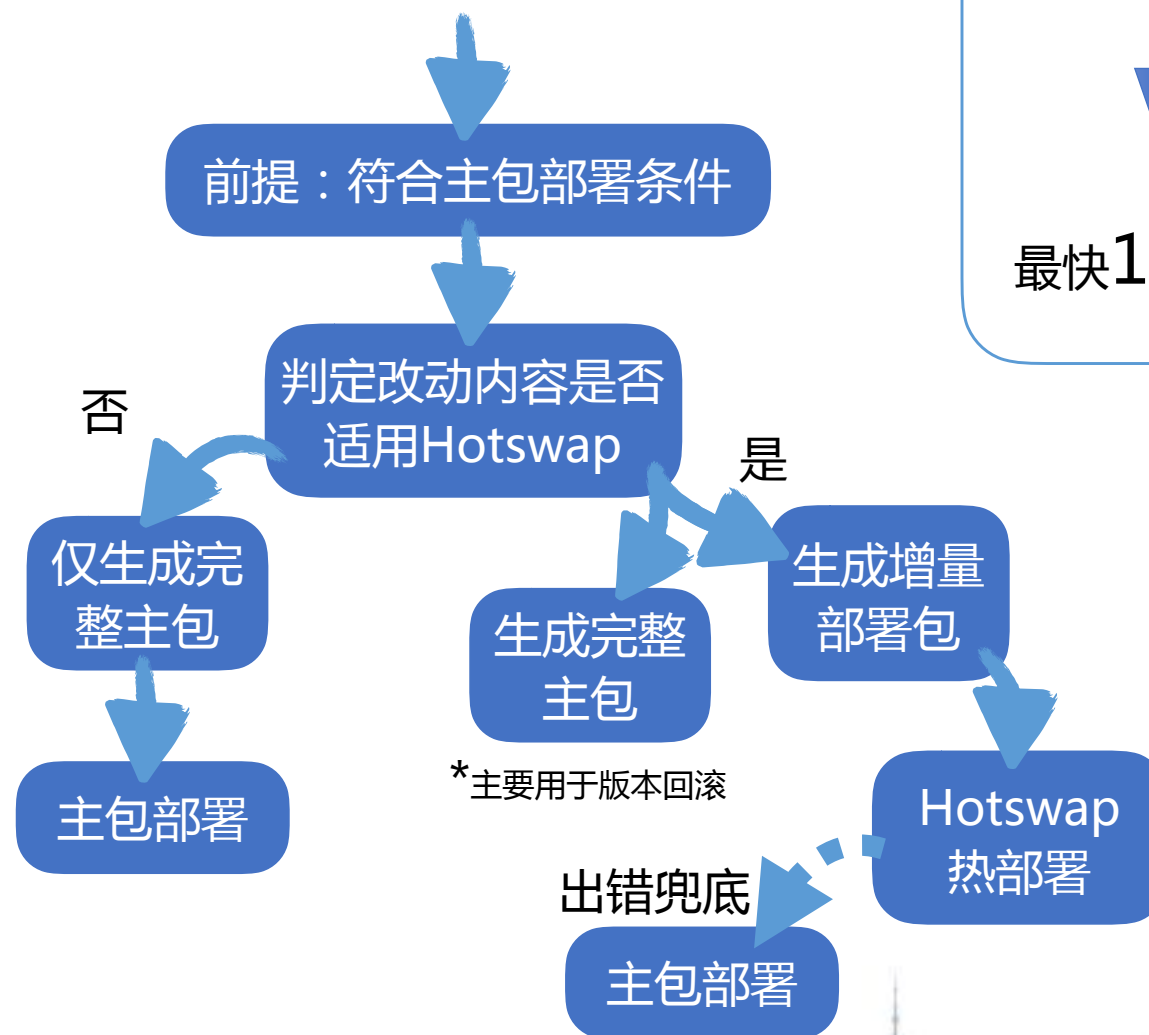 前提：符合主包部署条件
最快1
判定改动内容是否
适用Hotswap
否
是
仅生成完
整主包
生成完整
主包
生成增量
部署包
*主要用于版本回滚
主包部署
Hotswap
热部署
出错兜底
主包部署